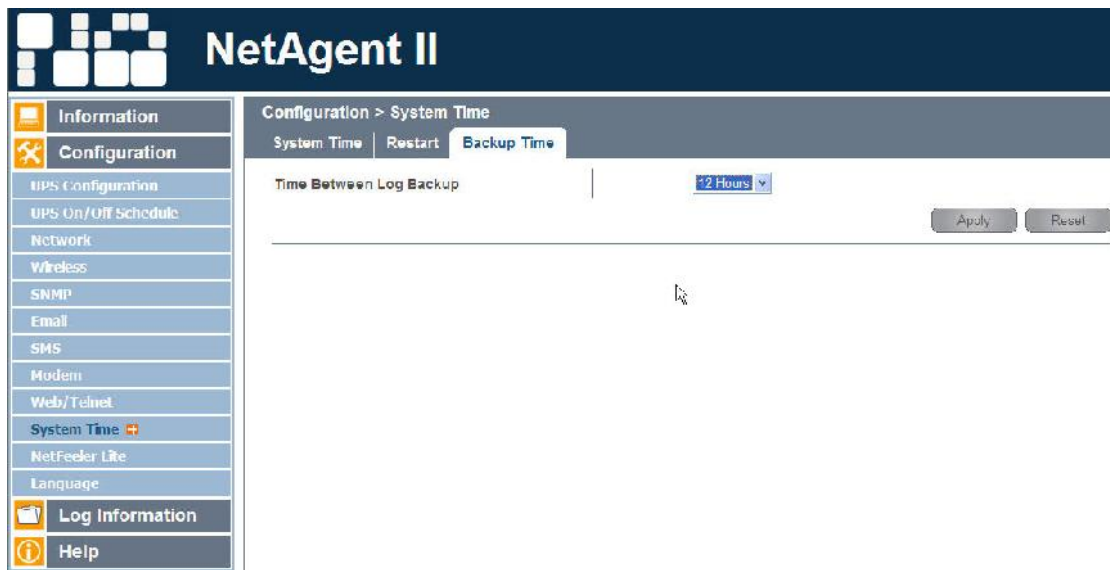 NetAgent II
Information
Configuration
UPS Configuration
UPS On/Off Schedule
Network
Wireless
SNMP
Email
SMS
Modem
Web/Telnet
System Time
NetFeeler Lite
Language
Log Information
Help
Configuration > System Time
System Time
Restart
Backup Time
Time Between Log Backup
12 Hours
Apply
Reset